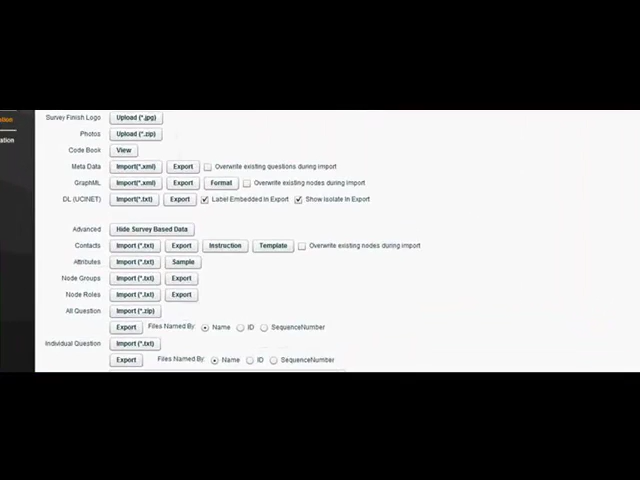 Survey Finish Logo Upload (*.jpg)
ation
Photos Upload (*.zip)
ation
Code Book View
Meta Data Import(*.xml) Export Overwrite existing questions during import
GraphML Import(*.xml) Export Format Overwrite existing nodes during import
DL (UCINET) Import(*.txt) Export Label Embedded in Export Show Isolate in Export
Advanced Hide Survey Based Data
Contacts Import (*.txt) Export Instruction Template Overwrite existing nodes during import
Attributes Import (*.txt) Sample
Node Groups Import (*.txt) Export
Node Roles Import (*.txt) Export
All Question Import (*.zip)
Export Files Named By: Name ID SequenceNumber
Individual Question Import (*.txt)
Export Files Named By: Name ID SequenceNumber